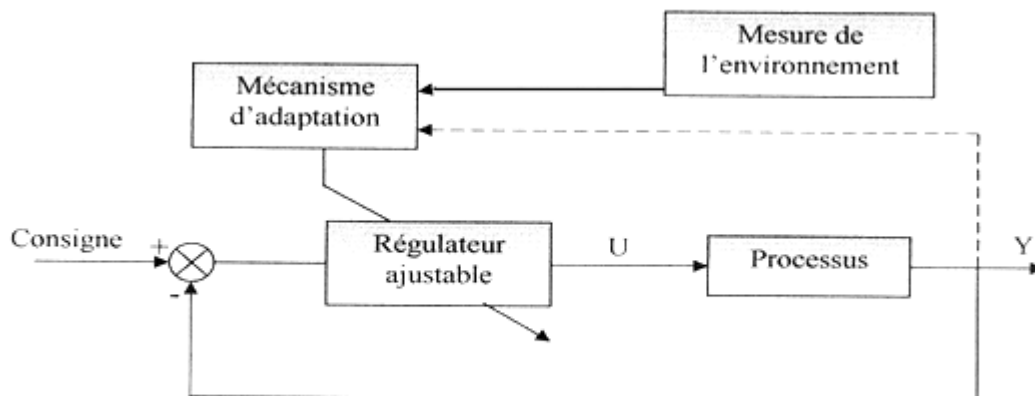 Mesure de
l'environnement
Mécanisme
d'adaptation
Consigne
+
-
Régulateur
ajustable
U
Processus
Y